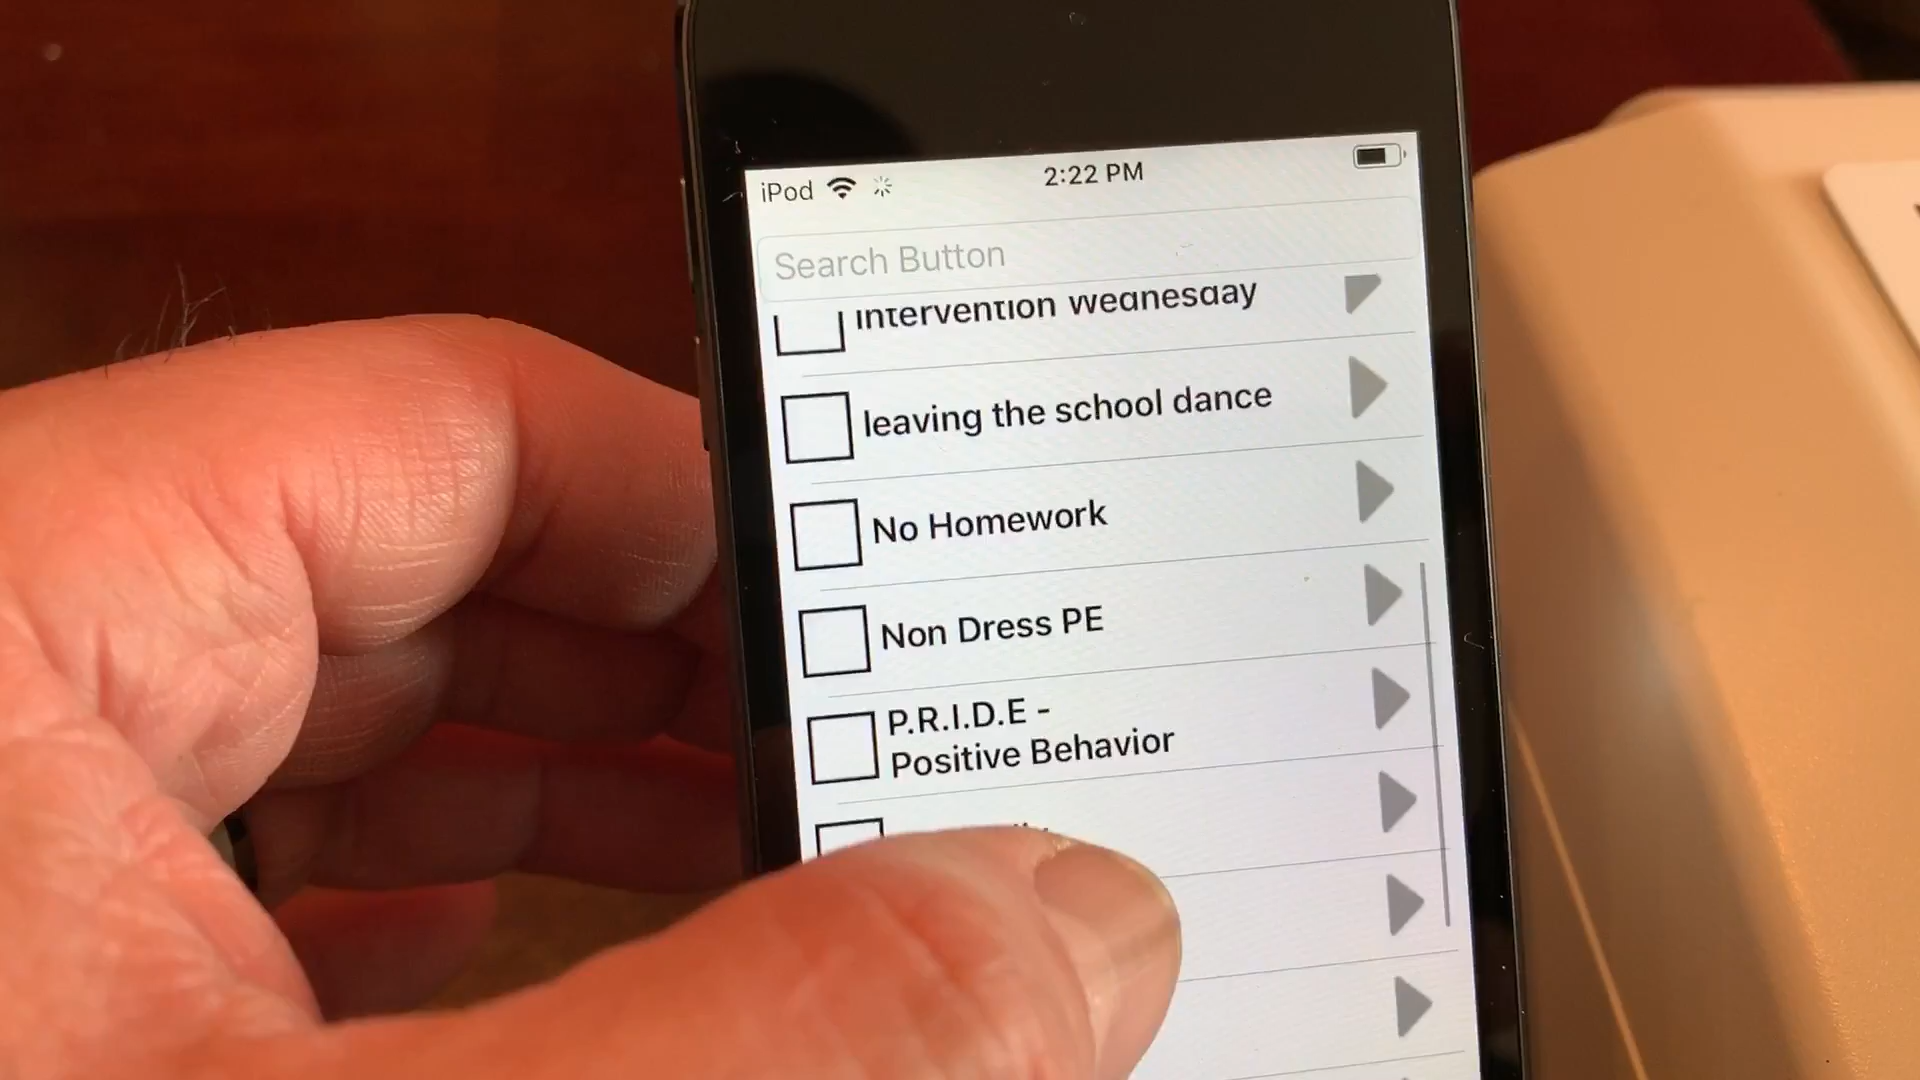 iPod 2:22 PM
Search Button
intervention wednesday
leaving the school dance
No Homework
Non Dress PE
P.R.I.D.E -
Positive Behavior